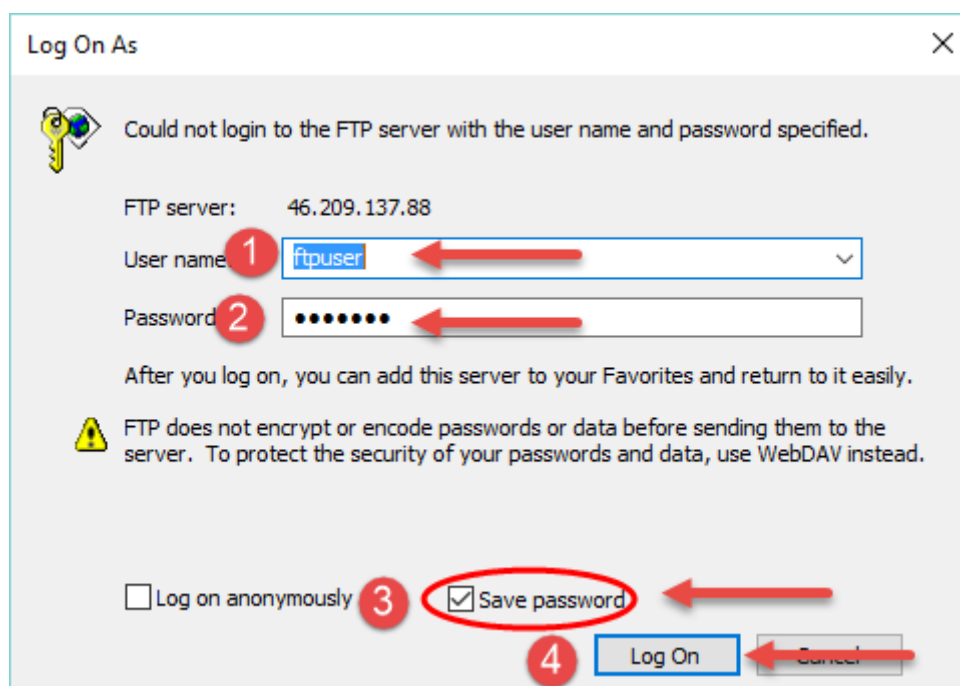 Log On As
Could not login to the FTP server with the user name and password specified.
FTP server: 46.209.137.88
User name: 1 ftpuser
Password 2 •••••••
After you log on, you can add this server to your Favorites and return to it easily.
FTP does not encrypt or encode passwords or data before sending them to the
server. To protect the security of your passwords and data, use WebDAV instead.
Log on anonymously 3 Save password
4 Log On Cancel